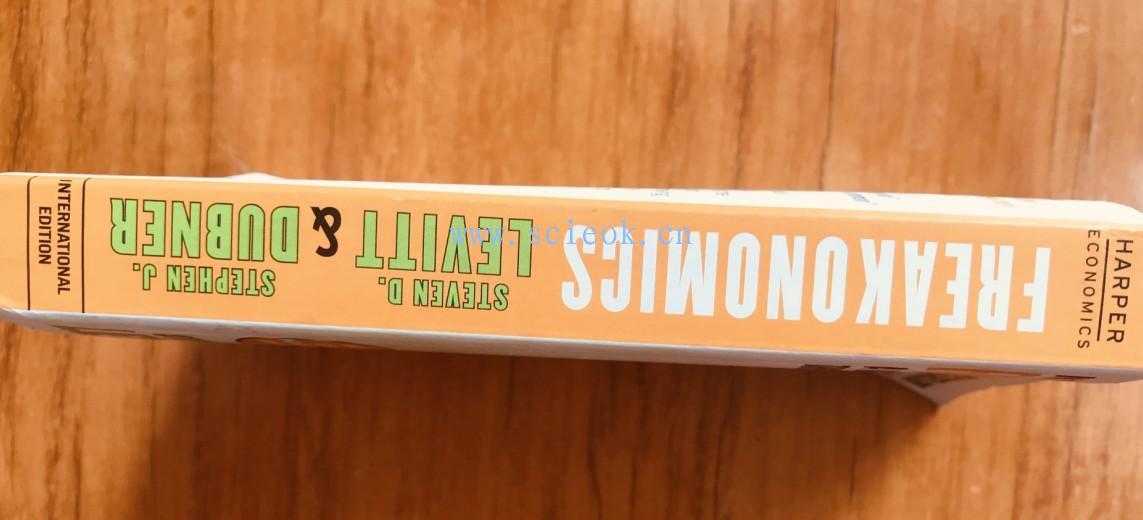 HARPER
ECONOMICS
FREAKONOMICS
STEVEN D.
LEVITT
&
STEPHEN J.
DUBNER
INTERNATIONAL
EDITION
www.scieok.cn